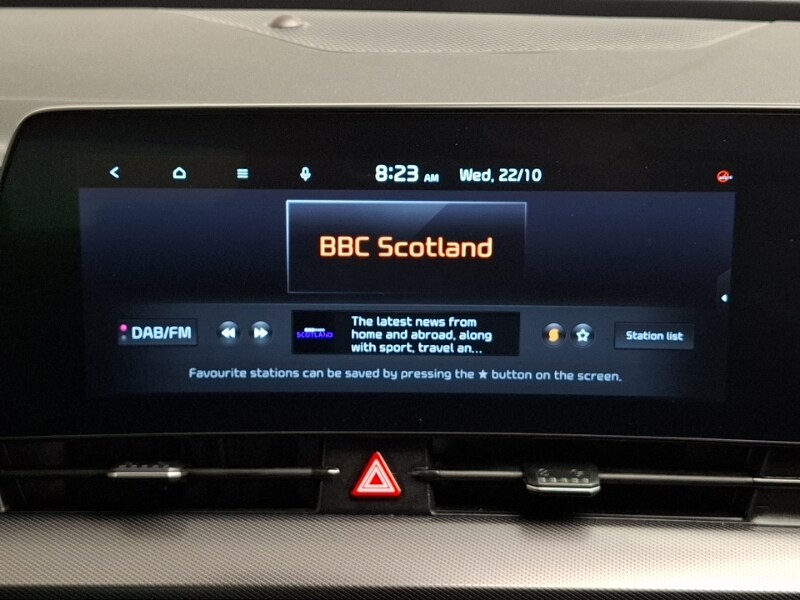 8:23 AM Wed, 22/10
BBC Scotland
DAB/FM
SCOTLAND
The latest news from
home and abroad, along
with sport, travel an...
Station list
Favourite stations can be saved by pressing the ★ button on the screen.